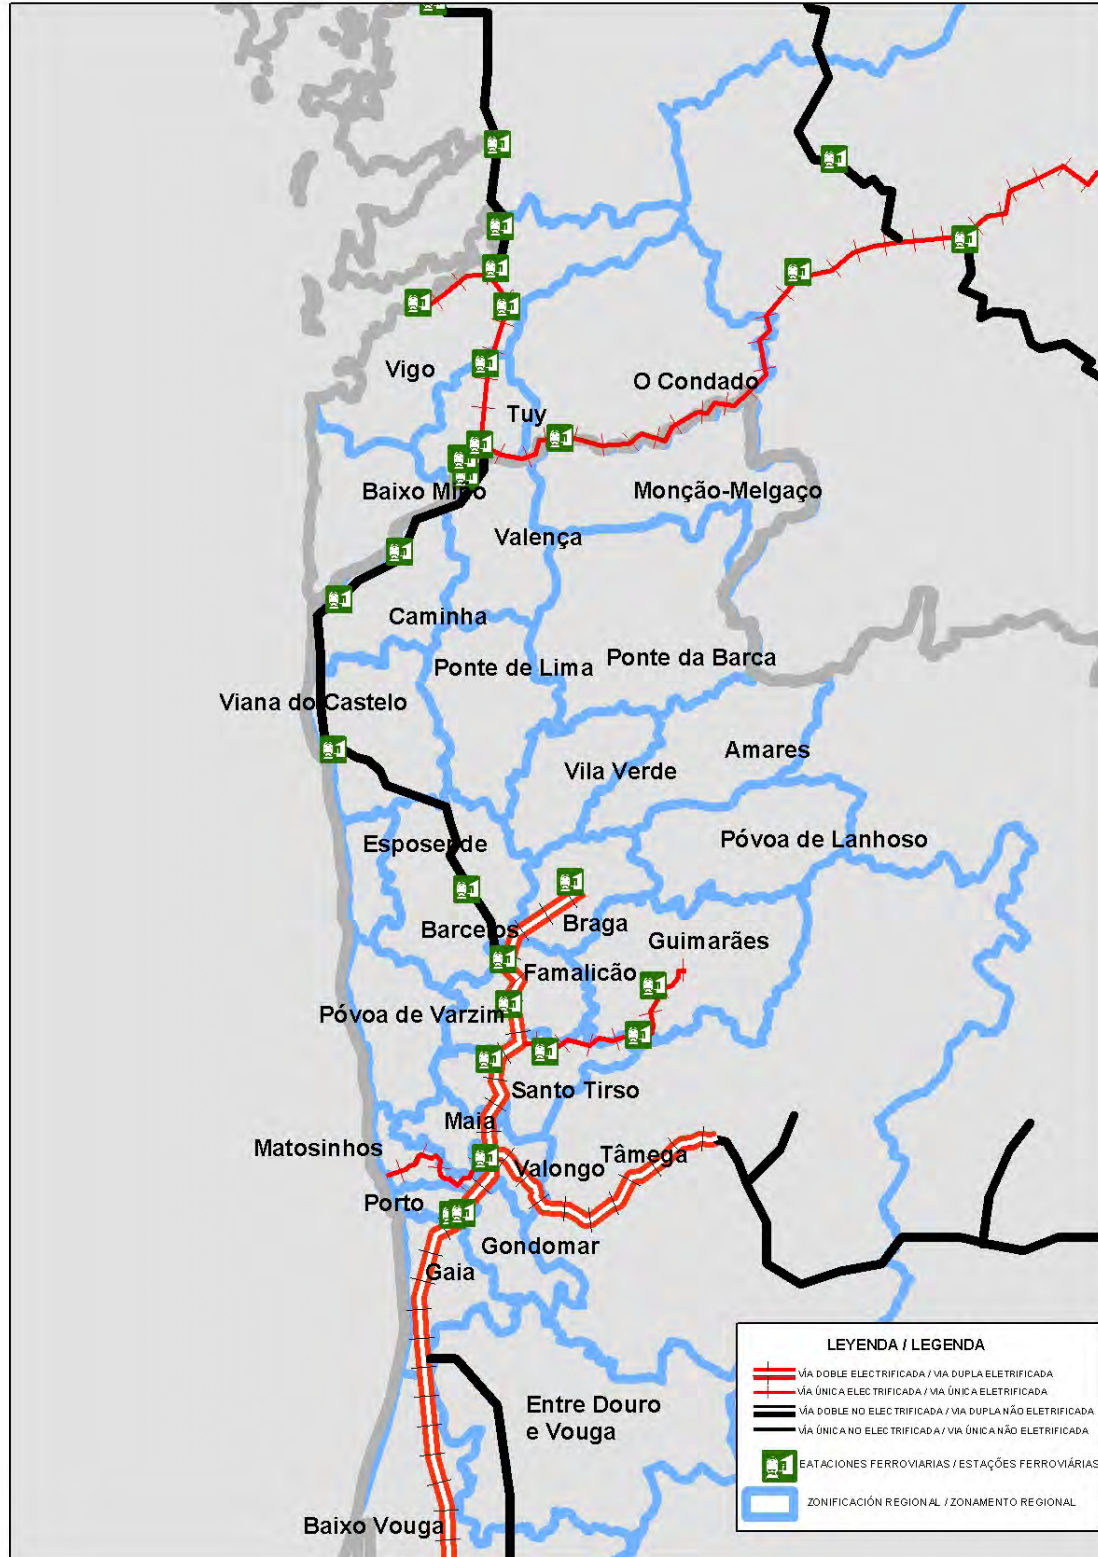 Vigo
O Condado
Tuy
Baixo Miño
Monção-Melgaço
Valença
Caminha
Ponte de Lima
Ponte da Barca
Viana do Castelo
Amares
Vila Verde
Esposende
Póvoa de Lanhoso
Barcelos
Braga
Guimarães
Famalicão
Póvoa de Varzim
Santo Tirso
Maia
Matosinhos
Valongo
Tâmega
Porto
Gondomar
Gaia
Entre Douro
e Vouga
Baixo Vouga
LEYENDA / LEGENDA
VÍA DOBLE ELECTRIFICADA / VIA DUPLA ELETRIFICADA
VÍA ÚNICA ELECTRIFICADA / VIA ÚNICA ELETRIFICADA
VÍA DOBLE NO ELECTRIFICADA / VIA DUPLA NÃO ELETRIFICADA
VÍA ÚNICA NO ELECTRIFICADA / VIA ÚNICA NÃO ELETRIFICADA
EATACIONES FERROVIARIAS / ESTAÇÕES FERROVIÁRIAS
ZONIFICACIÓN REGIONAL / ZONAMENTO REGIONAL